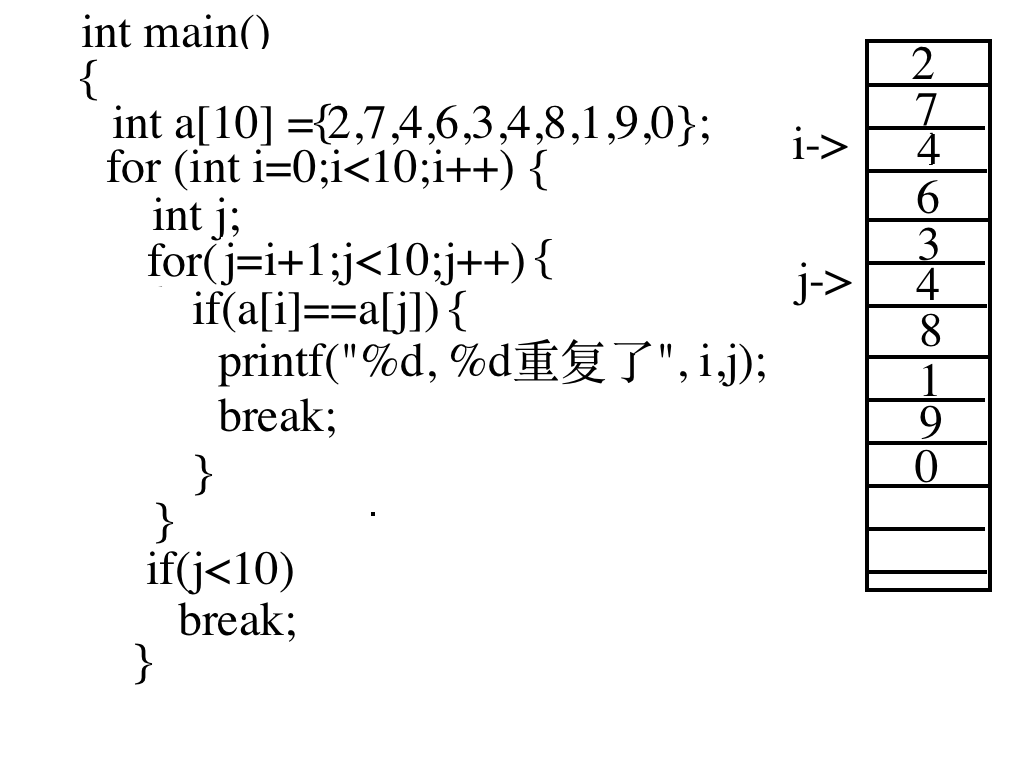 int main()
{
int a[10] ={2,7,4,6,3,4,8,1,9,0};
for (int i=0;i<10;i++) {
int j;
for(j=i+1;j<10;j++){
if(a[i]==a[j]){
printf("%d, %d重复了", i,j);
break;
}
}
if(j<10)
break;
}
2
7
i->
4
6
3
j->
4
8
1
9
0